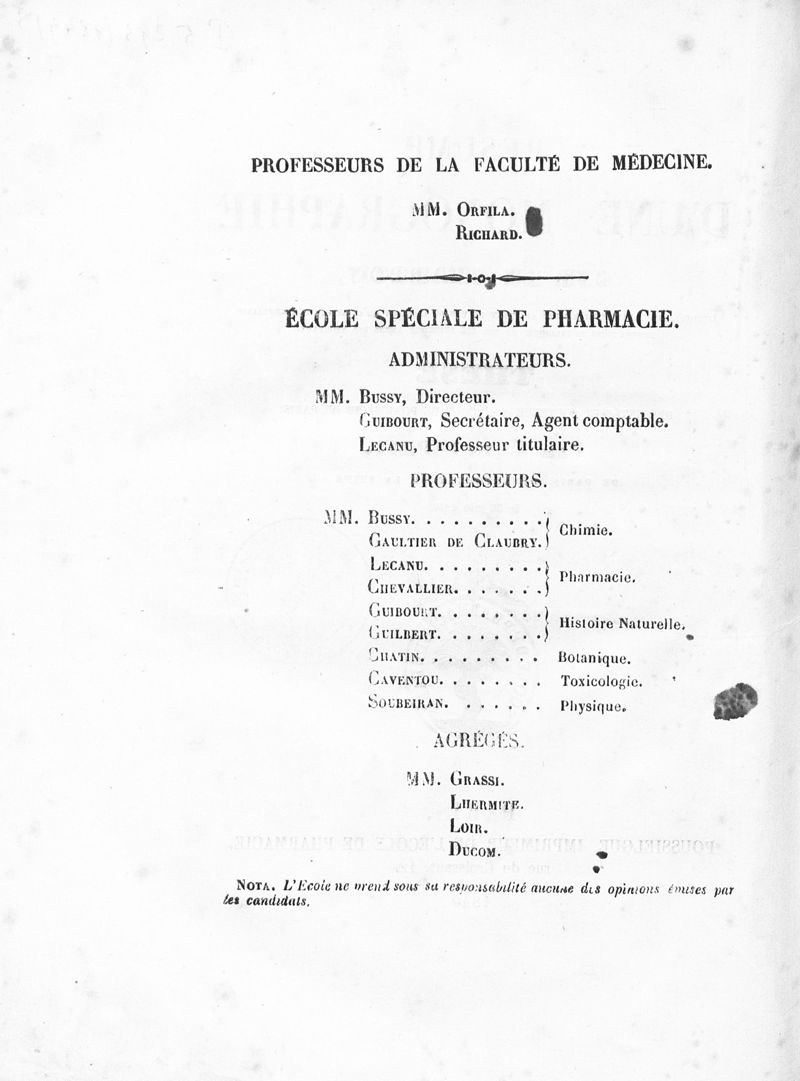 PROFESSEURS DE LA FACULTÉ DE MÉDECINE.
MM. ORFILA.
RICHARD.
ÉCOLE SPÉCIALE DE PHARMACIE.
ADMINISTRATEURS.
MM. BUSSY, Directeur.
GUIBOURT, Secrétaire, Agent comptable.
LECANU, Professeur titulaire.
PROFESSEURS.
MM. BUSSY. . . . . . . . . .
GAULTIER DE CLAUBRY. } Chimie.
LECANU. . . . . . . . .
CHEVALLIER. . . . . . . } Pharmacie.
GUIBOURT. . . . . . . .
GUILBERT. . . . . . . . } Histoire Naturelle.
CHATIN. . . . . . . . . . Botanique.
CAVENTOU. . . . . . . . Toxicologie.
SOUBEIRAN. . . . . . . Physique.
AGRÉGÉS.
MM. GRASSI.
LHERMITE.
LOIR.
DUCOM.
NOTA. L'Ecole ne prend sous sa responsabilité aucune des opinions émises par
les candidats.